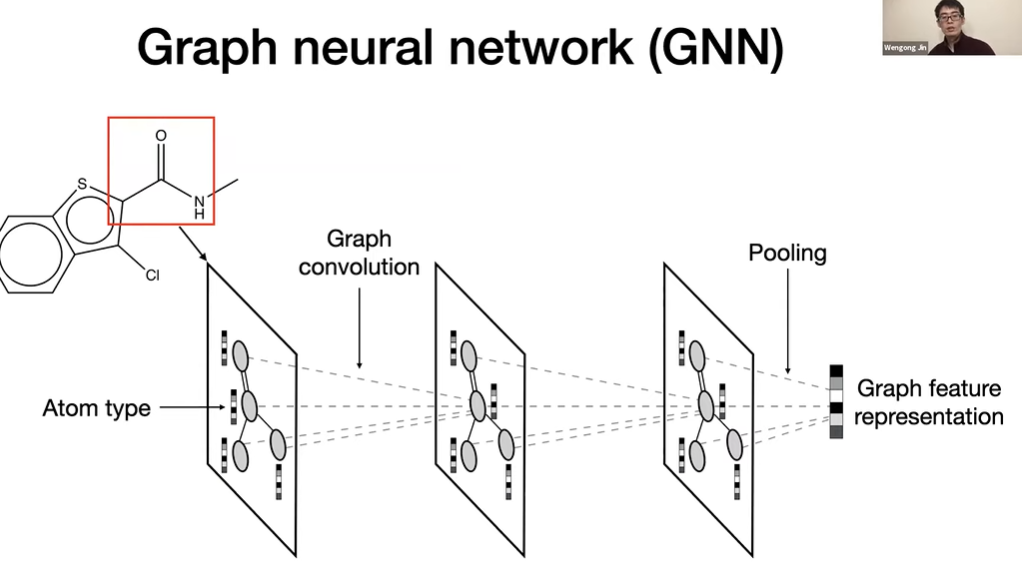 Graph neural network (GNN)
Wengong Jin
O
S
N
H
Cl
Graph
convolution
Pooling
Atom type
Graph feature
representation